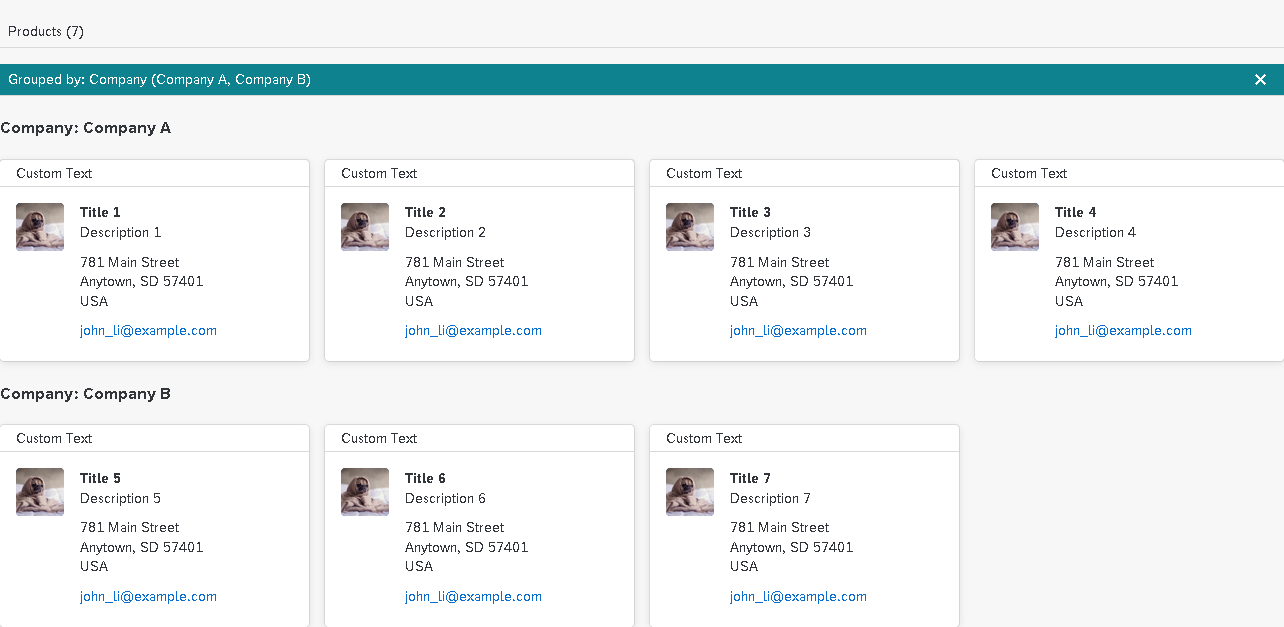 Products (7)
Grouped by: Company (Company A, Company B)
Company: Company A
Custom Text
Title 1
Description 1
781 Main Street
Anytown, SD 57401
USA
john_li@example.com
Custom Text
Title 2
Description 2
781 Main Street
Anytown, SD 57401
USA
john_li@example.com
Custom Text
Title 3
Description 3
781 Main Street
Anytown, SD 57401
USA
john_li@example.com
Custom Text
Title 4
Description 4
781 Main Street
Anytown, SD 57401
USA
john_li@example.com
Company: Company B
Custom Text
Title 5
Description 5
781 Main Street
Anytown, SD 57401
USA
john_li@example.com
Custom Text
Title 6
Description 6
781 Main Street
Anytown, SD 57401
USA
john_li@example.com
Custom Text
Title 7
Description 7
781 Main Street
Anytown, SD 57401
USA
john_li@example.com